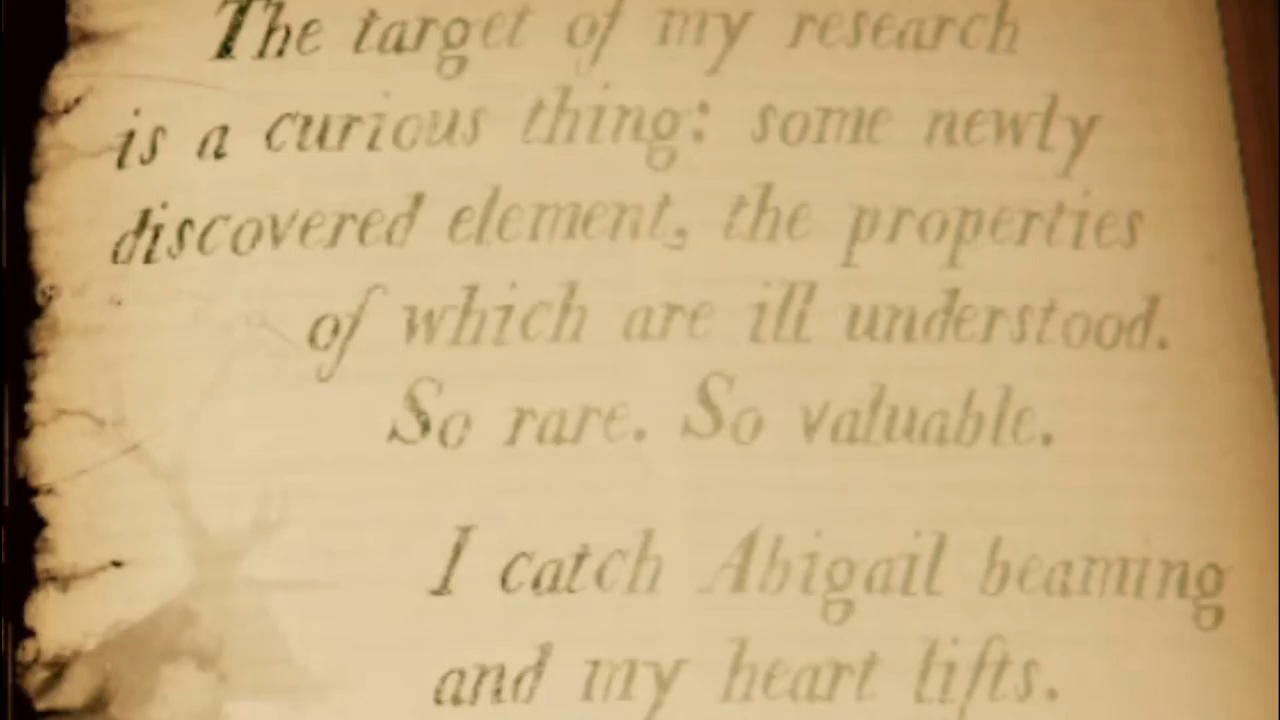 The target of my research
is a curious thing: some newly
discovered element, the properties
of which are ill understood.
So rare. So valuable.
I catch Abigail beaming
and my heart lifts.